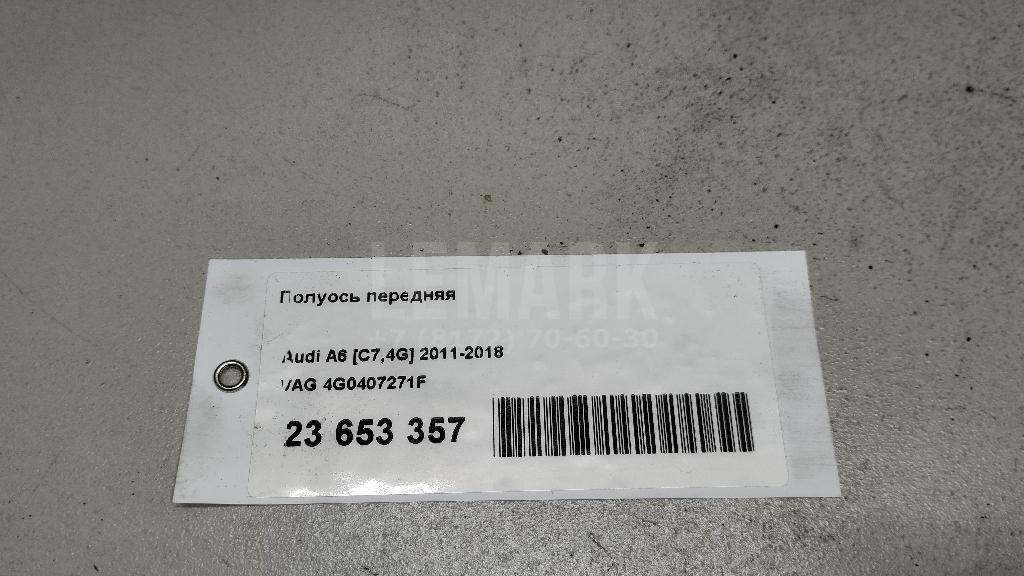 LEMARK
+7 (8172) 70-60-30
Полуось передняя
Audi A6 [C7,4G] 2011-2018
VAG 4G0407271F
23 653 357